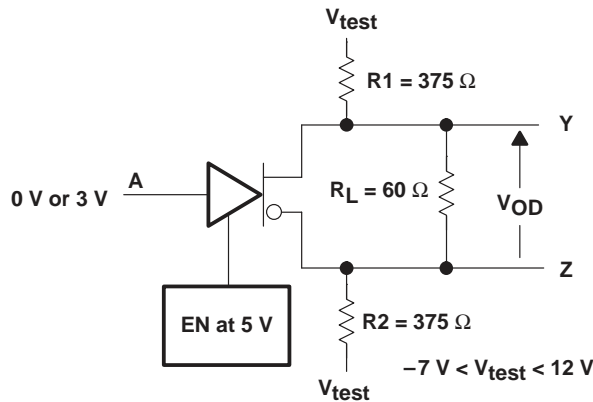 Vtest
R1 = 375 Ω
Y
A
0 V or 3 V
RL = 60 Ω
VOD
Z
EN at 5 V
R2 = 375 Ω
−7 V < Vtest < 12 V
Vtest